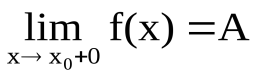 lim f(x) =A
x→ x₀+0